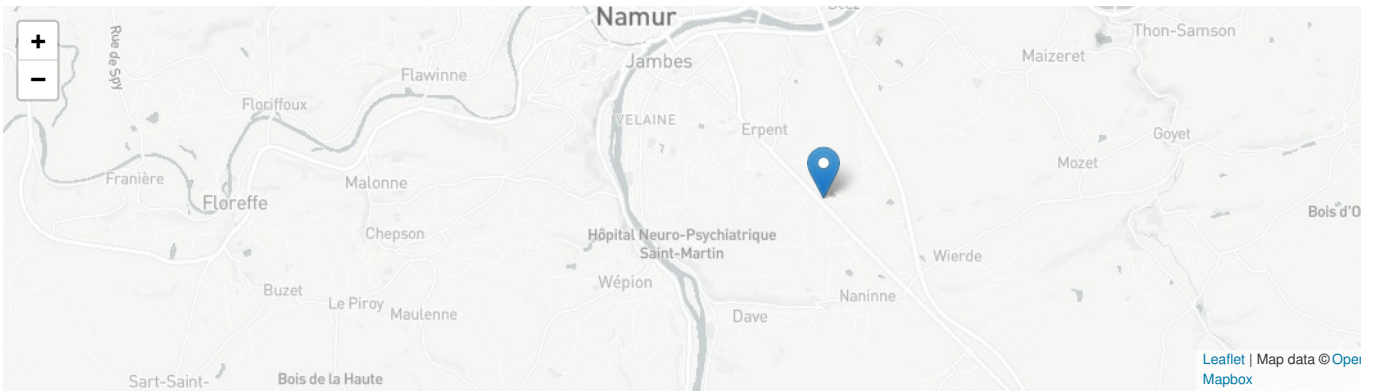 Namur
Beez
+
−
Rue de Spy
Thon-Samson
Maizeret
Jambes
Flawinne
Floriffoux
VELAINE
Erpent
Goyet
Mozet
Franière
Malonne
Floreffe
Bois d'O
Chepson
Hôpital Neuro-Psychiatrique
Saint-Martin
Wierde
Wépion
Buzet
Le Piroy
Maulenne
Naninne
Dave
Leaflet | Map data © Oper
Mapbox
Sart-Saint-
Bois de la Haute